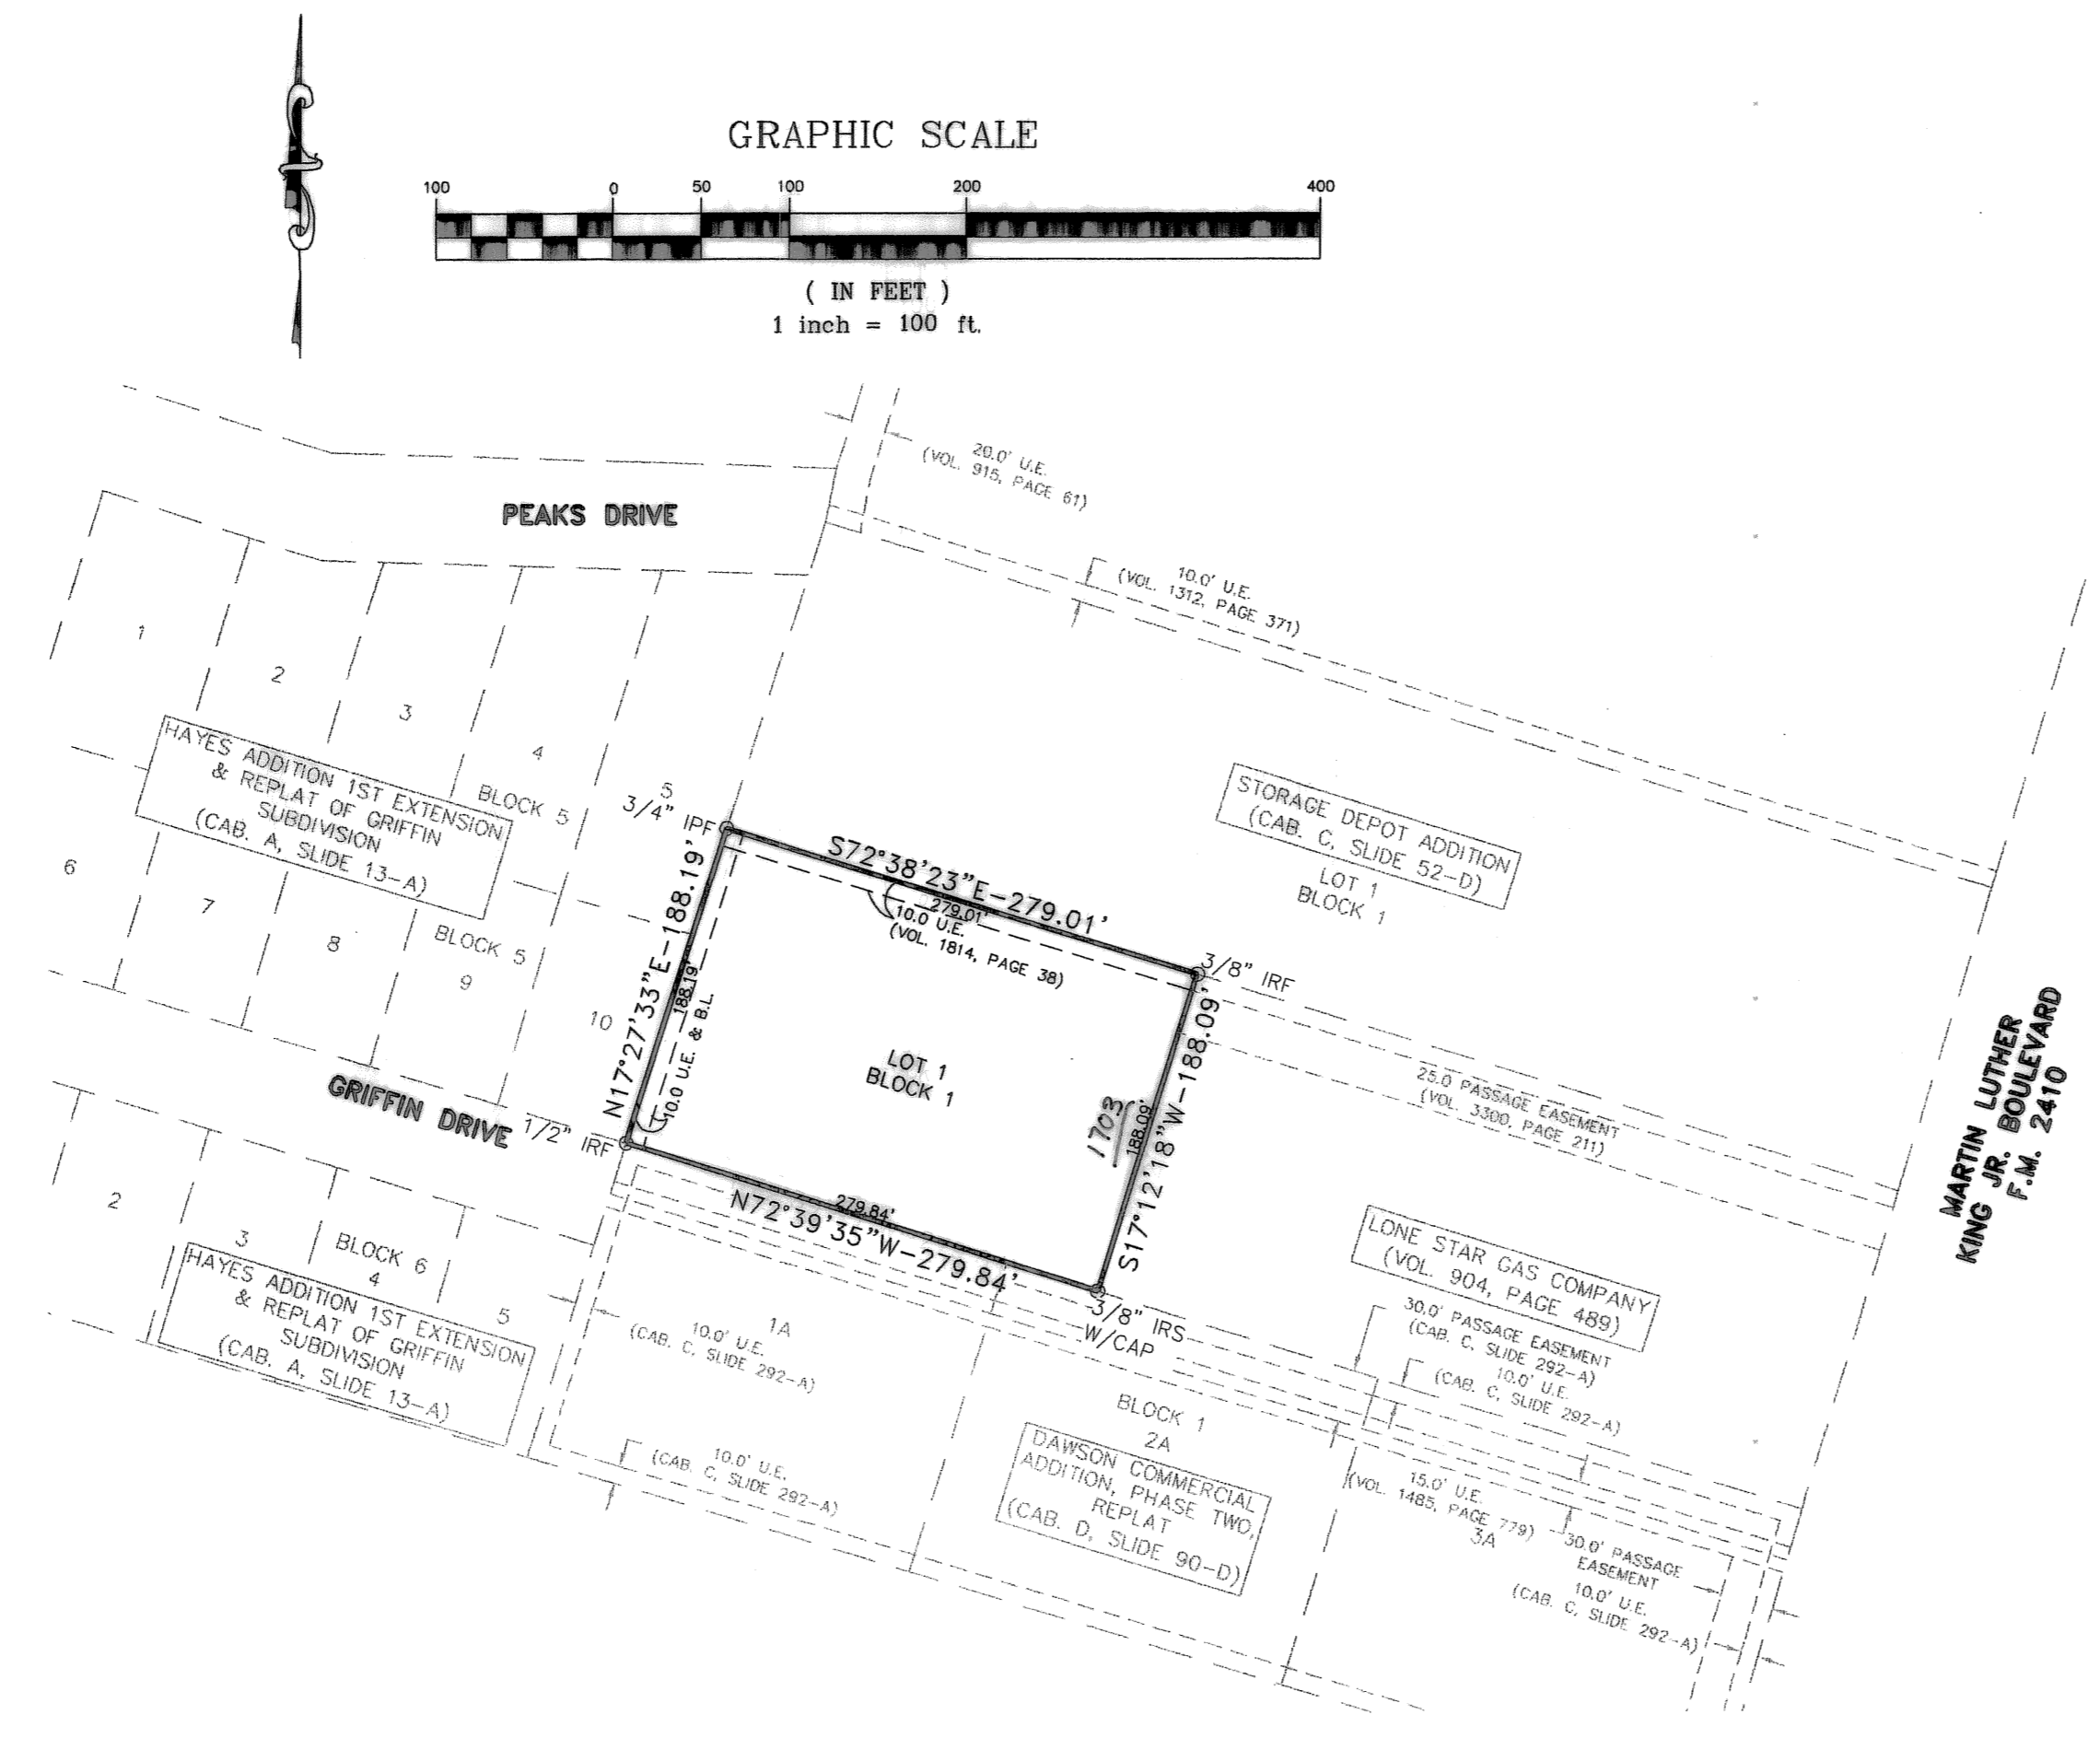 GRAPHIC SCALE
100 0 50 100 200 400
( IN FEET )
1 inch = 100 ft.
20.0' U.E.
(VOL. 915, PAGE 61)
PEAKS DRIVE
10.0' U.E.
(VOL. 1312, PAGE 371)
1
2
3
4
BLOCK 5
5
HAYES ADDITION 1ST EXTENSION
& REPLAT OF GRIFFIN
SUBDIVISION
(CAB. A, SLIDE 13-A)
6
7
8
BLOCK 5
9
10
3/4" IPF
S72°38'23"E-279.01'
279.01'
10.0 U.E.
(VOL. 1814, PAGE 38)
N17°27'33"E-188.19'
188.19'
10.0 U.E. & B.L.
STORAGE DEPOT ADDITION
(CAB. C, SLIDE 52-D)
LOT 1
BLOCK 1
3/8" IRF
LOT 1
BLOCK 1
1703
188.09'
S17°12'18"W-188.09'
25.0 PASSAGE EASEMENT
(VOL. 3300, PAGE 211)
MARTIN LUTHER
KING JR. BOULEVARD
F.M. 2410
GRIFFIN DRIVE
1/2" IRF
279.84'
N72°39'35"W-279.84'
3/8" IRS
W/CAP
LONE STAR GAS COMPANY
(VOL. 904, PAGE 489)
30.0' PASSAGE EASEMENT
(CAB. C, SLIDE 292-A)
10.0' U.E.
(CAB. C, SLIDE 292-A)
2
3
BLOCK 6
4
5
HAYES ADDITION 1ST EXTENSION
& REPLAT OF GRIFFIN
SUBDIVISION
(CAB. A, SLIDE 13-A)
1A
10.0' U.E.
(CAB. C, SLIDE 292-A)
10.0' U.E.
(CAB. C, SLIDE 292-A)
BLOCK 1
2A
DAWSON COMMERCIAL
ADDITION, PHASE TWO,
REPLAT
(CAB. D, SLIDE 90-D)
15.0' U.E.
(VOL. 1485, PAGE 779)
3A
30.0' PASSAGE
EASEMENT
10.0' U.E.
(CAB. C, SLIDE 292-A)